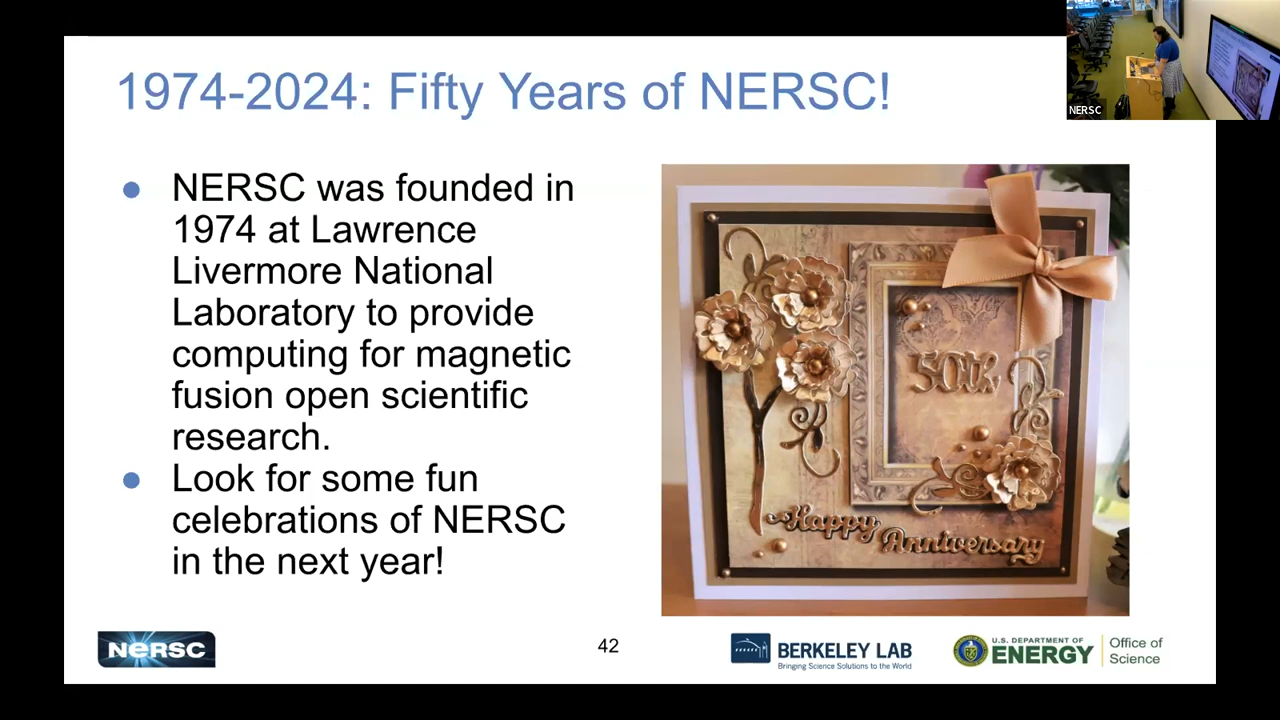 1974-2024: Fifty Years of NERSC!
NERSC
● NERSC was founded in
1974 at Lawrence
Livermore National
Laboratory to provide
computing for magnetic
fusion open scientific
research.
● Look for some fun
celebrations of NERSC
in the next year!
50th
Happy
Anniversary
NERSC
42
BERKELEY LAB
Bringing Science Solutions to the World
U.S. DEPARTMENT OF
ENERGY
Office of
Science